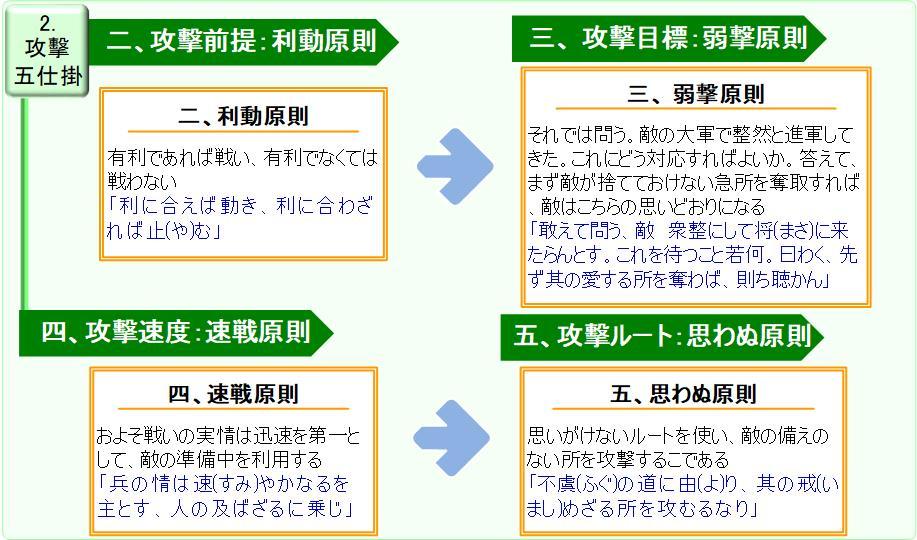 2.
攻撃
五仕掛
二、攻撃前提：利動原則
二、利動原則
有利であれば戦い、有利でなくては
戦わない
「利に合えば動き、利に合わざ
れば止(や)む」
三、攻撃目標：弱撃原則
三、弱撃原則
それでは問う。敵の大軍で整然と進軍して
きた。これにどう対応すればよいか。答えて、
まず敵が捨てておけない急所を奪取すれば
、敵はこちらの思いどおりになる
「敢えて問う、敵　衆整にして将(まさ)に来
たらんとす。これを待つこと若何。曰わく、先
ず其の愛する所を奪わば、則ち聴かん」
四、攻撃速度：速戦原則
四、速戦原則
およそ戦いの実情は迅速を第一と
して、敵の準備中を利用する
「兵の情は速(すみ)やかなるを
主とす、人の及ばざるに乗じ」
五、攻撃ルート：思わぬ原則
五、思わぬ原則
思いがけないルートを使い、敵の備えの
ない所を攻撃するこである
「不虞(ふぐ)の道に由(よ)り、其の戒(い
まし)めざる所を攻むるなり」